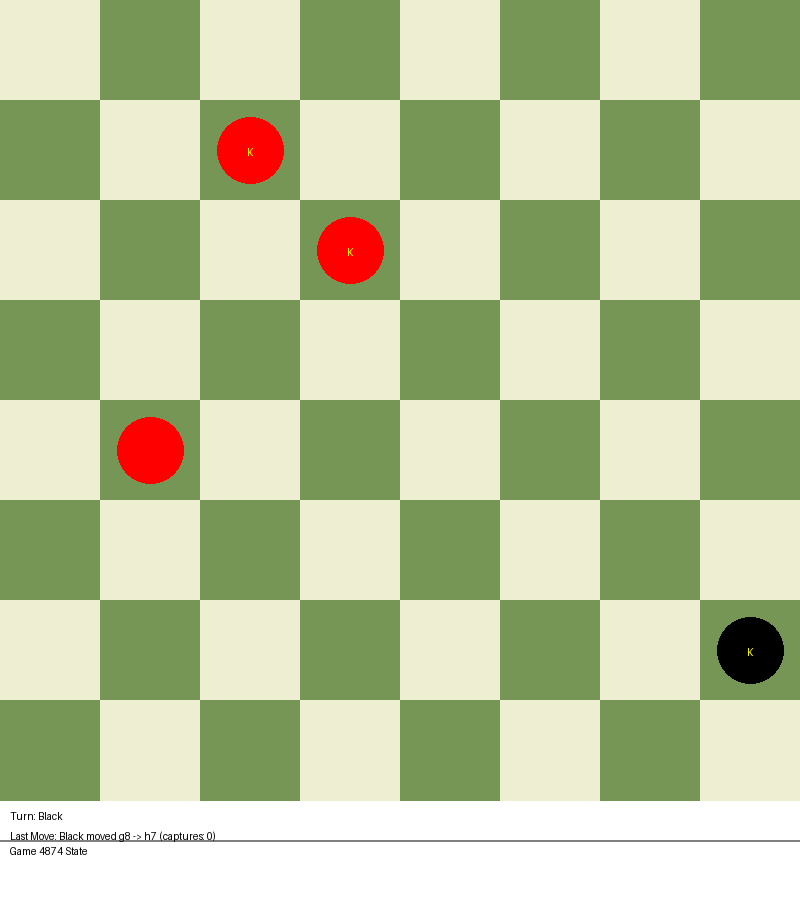 K
K
K
Turn: Black
Last Move: Black moved g8 -> h7 (captures: 0)
Game 4874 State